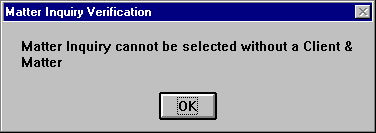 Matter Inquiry Verification
Matter Inquiry cannot be selected without a Client &
Matter
OK